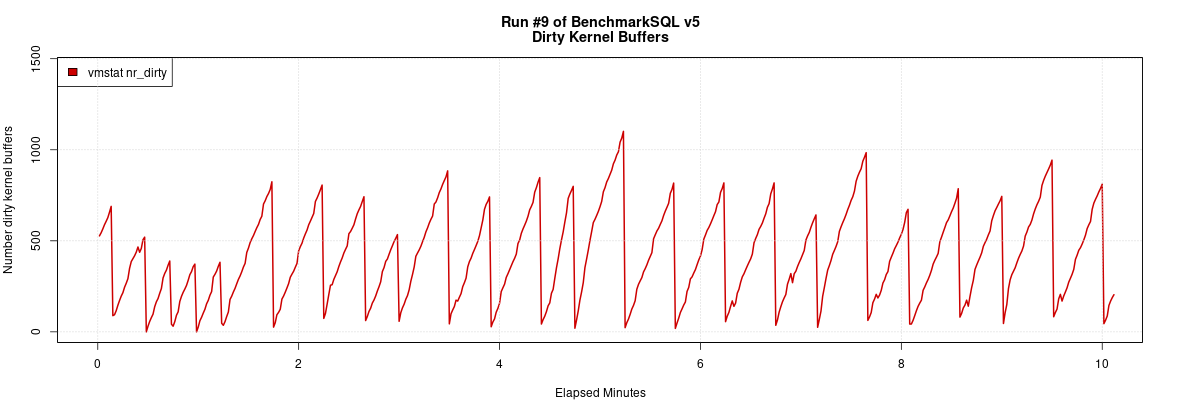 Run #9 of BenchmarkSQL v5
Dirty Kernel Buffers
vmstat nr_dirty
Number dirty kernel buffers
1500
1000
500
0
0 2 4 6 8 10
Elapsed Minutes